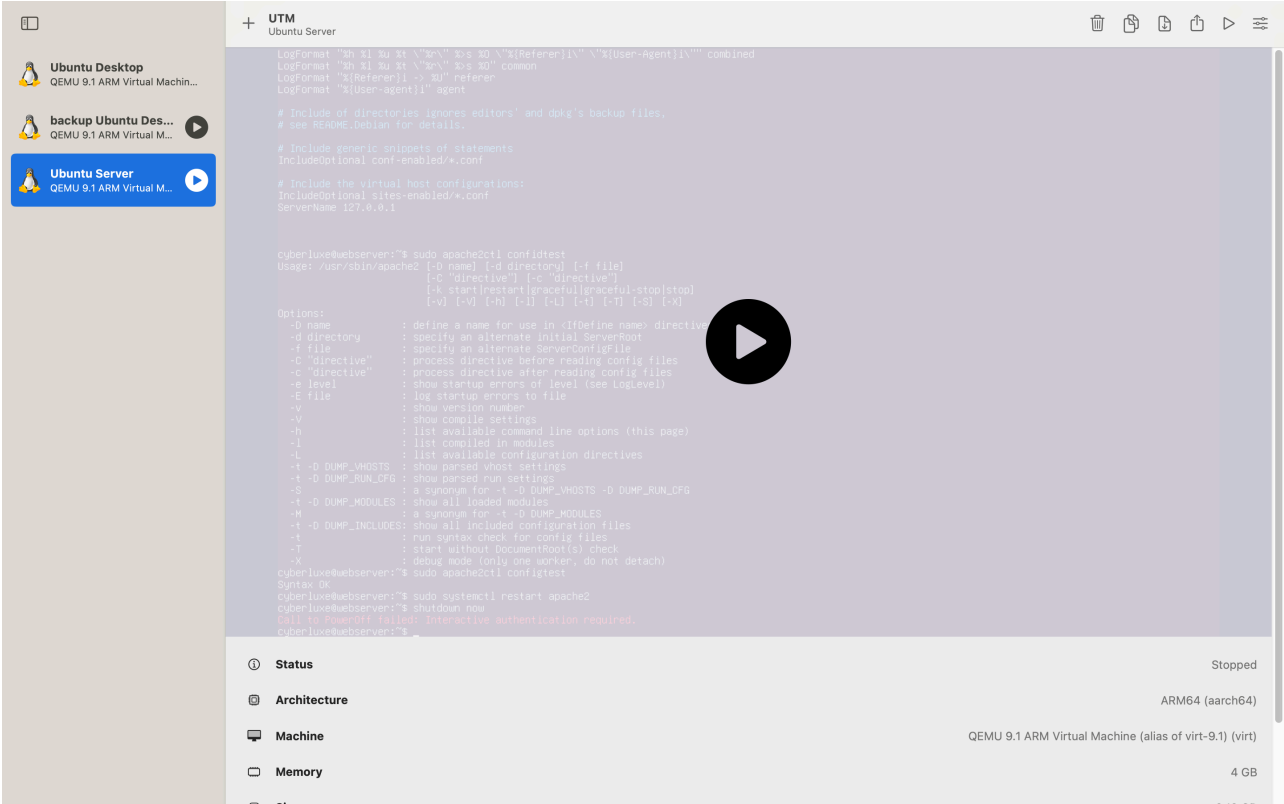 UTM
Ubuntu Server
Ubuntu Desktop
QEMU 9.1 ARM Virtual Machin...
backup Ubuntu Des...
QEMU 9.1 ARM Virtual M...
Ubuntu Server
QEMU 9.1 ARM Virtual M...
LogFormat "%h %l %u %t \"%r\" %>s %O \"%{Referer}i\" \"%{User-Agent}i\"" combined
LogFormat "%h %l %u %t \"%r\" %>s %O" common
LogFormat "%{Referer}i -> %U" referer
LogFormat "%{User-agent}i" agent
# Include of directories ignores editors' and dpkg's backup files,
# see README.Debian for details.
# Include generic snippets of statements
IncludeOptional conf-enabled/*.conf
# Include the virtual host configurations:
IncludeOptional sites-enabled/*.conf
ServerName 127.0.0.1
cyberluxe@webserver:~$ sudo apache2ctl confidtest
Usage: /usr/sbin/apache2 [-D name] [-d directory] [-f file]
[-C "directive"] [-c "directive"]
[-k start|restart|graceful|graceful-stop|stop]
[-v] [-V] [-h] [-l] [-L] [-t] [-T] [-S] [-X]
Options:
-D name : define a name for use in <IfDefine name> directive
-d directory : specify an alternate initial ServerRoot
-f file : specify an alternate ServerConfigFile
-C "directive" : process directive before reading config files
-c "directive" : process directive after reading config files
-e level : show startup errors of level (see LogLevel)
-E file : log startup errors to file
-v : show version number
-V : show compile settings
-h : list available command line options (this page)
-l : list compiled in modules
-L : list available configuration directives
-t -D DUMP_VHOSTS : show parsed vhost settings
-t -D DUMP_RUN_CFG : show parsed run settings
-S : a synonym for -t -D DUMP_VHOSTS -D DUMP_RUN_CFG
-t -D DUMP_MODULES : show all loaded modules
-M : a synonym for -t -D DUMP_MODULES
-t -D DUMP_INCLUDES: show all included configuration files
-t : run syntax check for config files
-T : start without DocumentRoot(s) check
-X : debug mode (only one worker, do not detach)
cyberluxe@webserver:~$ sudo apache2ctl configtest
Syntax OK
cyberluxe@webserver:~$ sudo systemctl restart apache2
cyberluxe@webserver:~$ shutdown now
Call to PowerOff failed: Interactive authentication required.
cyberluxe@webserver:~$ _
Status Stopped
Architecture ARM64 (aarch64)
Machine QEMU 9.1 ARM Virtual Machine (alias of virt-9.1) (virt)
Memory 4 GB